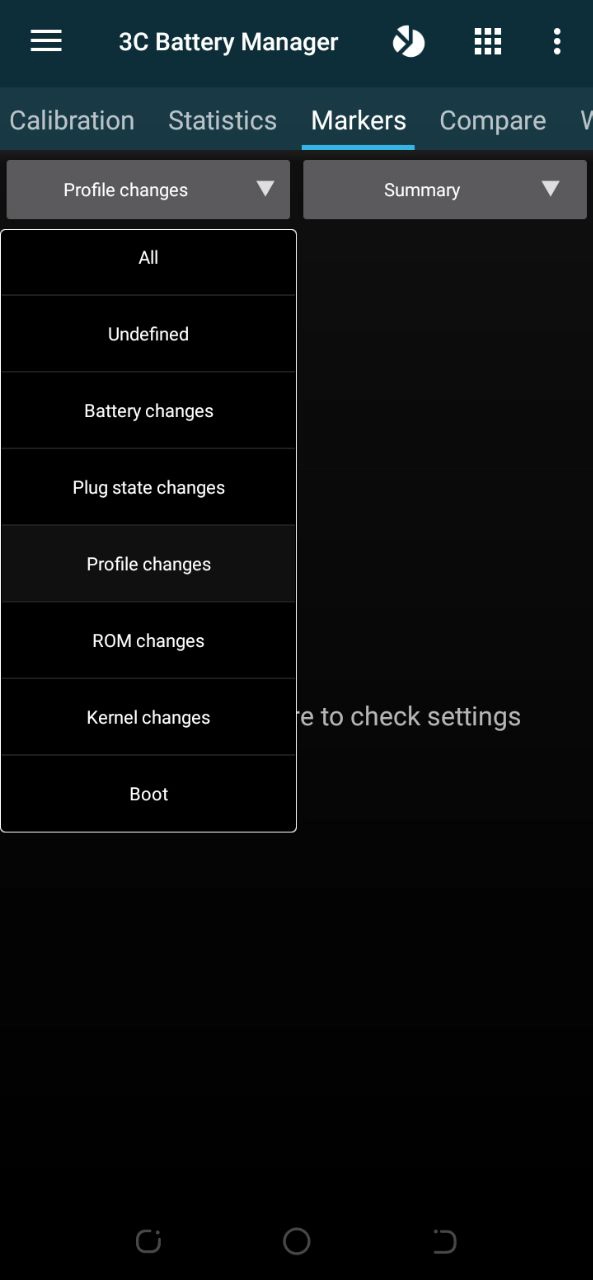 3C Battery Manager
Calibration Statistics Markers Compare
Profile changes Summary
All
Undefined
Battery changes
Plug state changes
Profile changes
ROM changes
Kernel changes
to check settings
Boot